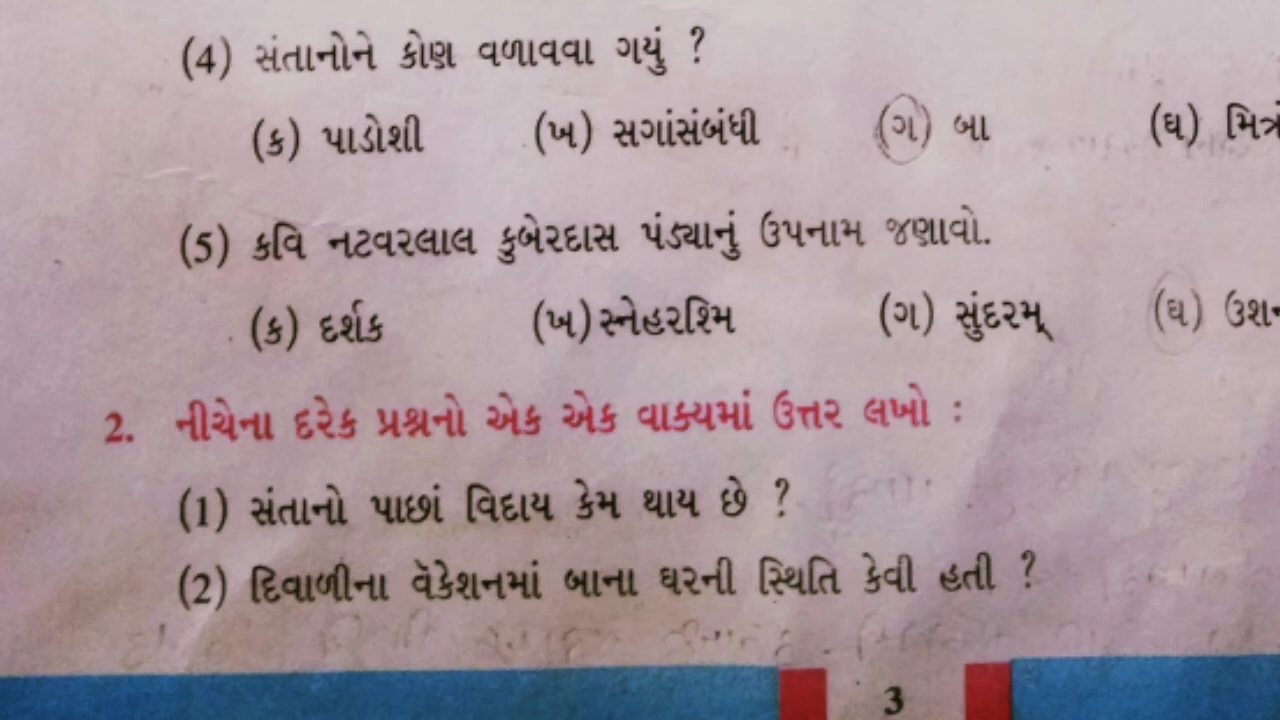 (4) સંતાનોને કોણ વળાવવા ગયું ?
(ક) પાડોશી (ખ) સગાંસંબંધી (ગ) બા (ઘ)
(5) કવિ નટવરલાલ કુબેરદાસ પંડ્યાનું ઉપનામ જણાવો.
(ક) દર્શક (ખ) સ્નેહરશ્મિ (ગ) સુંદરમ્ (ઘ)
2. નીચેના દરેક પ્રશ્નનો એક એક વાક્યમાં ઉત્તર લખો :
(1) સંતાનો પાછાં વિદાય કેમ થાય છે ?
(2) દિવાળીના વૅકેશનમાં બાના ઘરની સ્થિતિ કેવી હતી ?
3